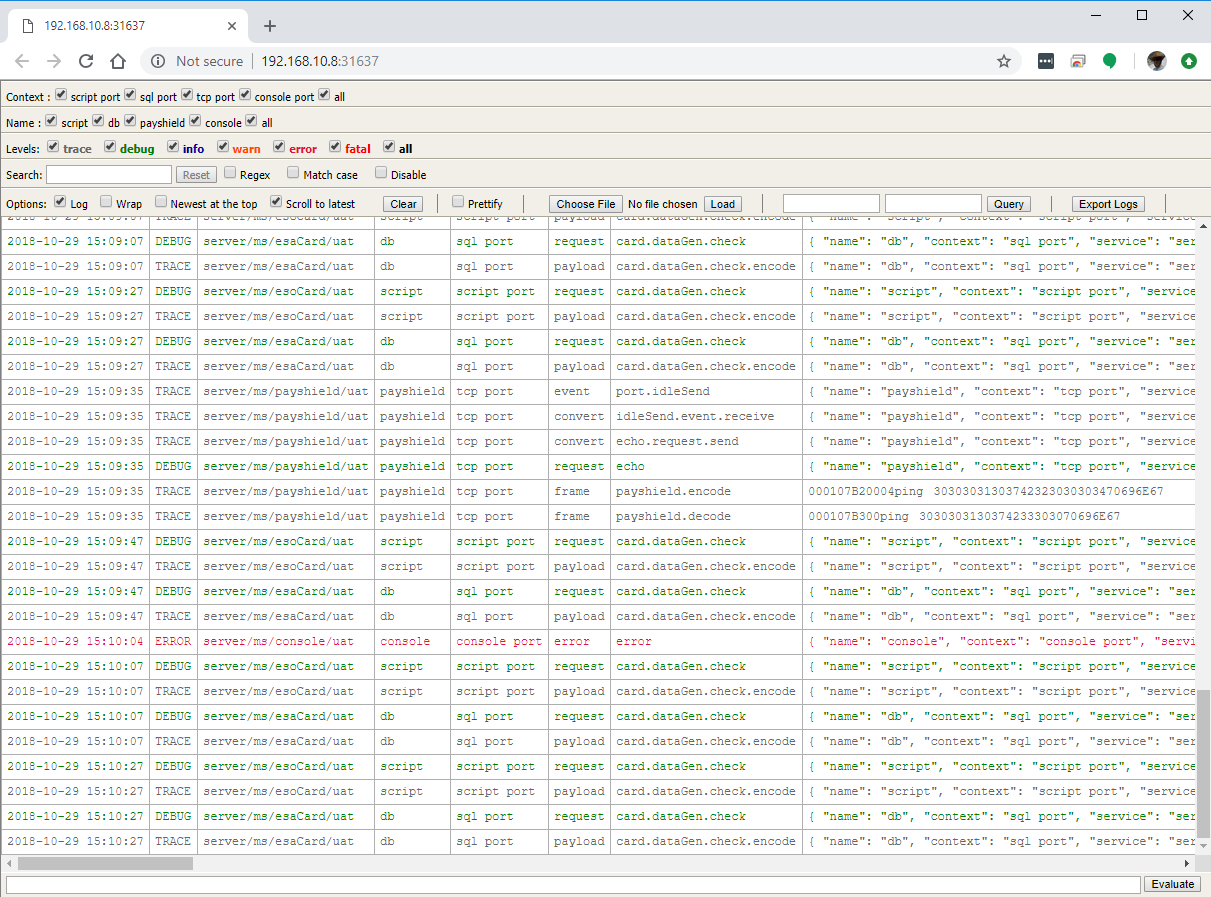 192.168.10.8:31637
Not secure 192.168.10.8:31637
Context : script port sql port tcp port console port all
Name : script db payshield console all
Levels: trace debug info warn error fatal all
Search: Reset Regex Match case Disable
Options: Log Wrap Newest at the top Scroll to latest Clear Prettify Choose File No file chosen Load Query Export Logs
2018-10-29 15:09:07 TRACE server/ms/esoCard/uat script script port payload card.dataGen.check.encode { "name": "script", "context": "script port", "service
2018-10-29 15:09:07 DEBUG server/ms/esaCard/uat db sql port request card.dataGen.check { "name": "db", "context": "sql port", "service": "ser
2018-10-29 15:09:07 TRACE server/ms/esaCard/uat db sql port payload card.dataGen.check.encode { "name": "db", "context": "sql port", "service": "ser
2018-10-29 15:09:27 DEBUG server/ms/esoCard/uat script script port request card.dataGen.check { "name": "script", "context": "script port", "service
2018-10-29 15:09:27 TRACE server/ms/esoCard/uat script script port payload card.dataGen.check.encode { "name": "script", "context": "script port", "service
2018-10-29 15:09:27 DEBUG server/ms/esaCard/uat db sql port request card.dataGen.check { "name": "db", "context": "sql port", "service": "ser
2018-10-29 15:09:27 TRACE server/ms/esaCard/uat db sql port payload card.dataGen.check.encode { "name": "db", "context": "sql port", "service": "ser
2018-10-29 15:09:35 TRACE server/ms/payshield/uat payshield tcp port event port.idleSend { "name": "payshield", "context": "tcp port", "service
2018-10-29 15:09:35 TRACE server/ms/payshield/uat payshield tcp port convert idleSend.event.receive { "name": "payshield", "context": "tcp port", "service
2018-10-29 15:09:35 TRACE server/ms/payshield/uat payshield tcp port convert echo.request.send { "name": "payshield", "context": "tcp port", "service
2018-10-29 15:09:35 DEBUG server/ms/payshield/uat payshield tcp port request echo { "name": "payshield", "context": "tcp port", "service
2018-10-29 15:09:35 TRACE server/ms/payshield/uat payshield tcp port frame payshield.encode 000107B20004ping 30303031303742323030303470696E67
2018-10-29 15:09:35 TRACE server/ms/payshield/uat payshield tcp port frame payshield.decode 000107B300ping 3030303130374233303070696E67
2018-10-29 15:09:47 DEBUG server/ms/esoCard/uat script script port request card.dataGen.check { "name": "script", "context": "script port", "service
2018-10-29 15:09:47 TRACE server/ms/esoCard/uat script script port payload card.dataGen.check.encode { "name": "script", "context": "script port", "service
2018-10-29 15:09:47 DEBUG server/ms/esaCard/uat db sql port request card.dataGen.check { "name": "db", "context": "sql port", "service": "ser
2018-10-29 15:09:47 TRACE server/ms/esaCard/uat db sql port payload card.dataGen.check.encode { "name": "db", "context": "sql port", "service": "ser
2018-10-29 15:10:04 ERROR server/ms/console/uat console console port error error { "name": "console", "context": "console port", "servi
2018-10-29 15:10:07 DEBUG server/ms/esoCard/uat script script port request card.dataGen.check { "name": "script", "context": "script port", "service
2018-10-29 15:10:07 TRACE server/ms/esoCard/uat script script port payload card.dataGen.check.encode { "name": "script", "context": "script port", "service
2018-10-29 15:10:07 DEBUG server/ms/esaCard/uat db sql port request card.dataGen.check { "name": "db", "context": "sql port", "service": "ser
2018-10-29 15:10:07 TRACE server/ms/esaCard/uat db sql port payload card.dataGen.check.encode { "name": "db", "context": "sql port", "service": "ser
2018-10-29 15:10:27 DEBUG server/ms/esoCard/uat script script port request card.dataGen.check { "name": "script", "context": "script port", "service
2018-10-29 15:10:27 TRACE server/ms/esoCard/uat script script port payload card.dataGen.check.encode { "name": "script", "context": "script port", "service
2018-10-29 15:10:27 DEBUG server/ms/esaCard/uat db sql port request card.dataGen.check { "name": "db", "context": "sql port", "service": "ser
2018-10-29 15:10:27 TRACE server/ms/esaCard/uat db sql port payload card.dataGen.check.encode { "name": "db", "context": "sql port", "service": "ser
Evaluate